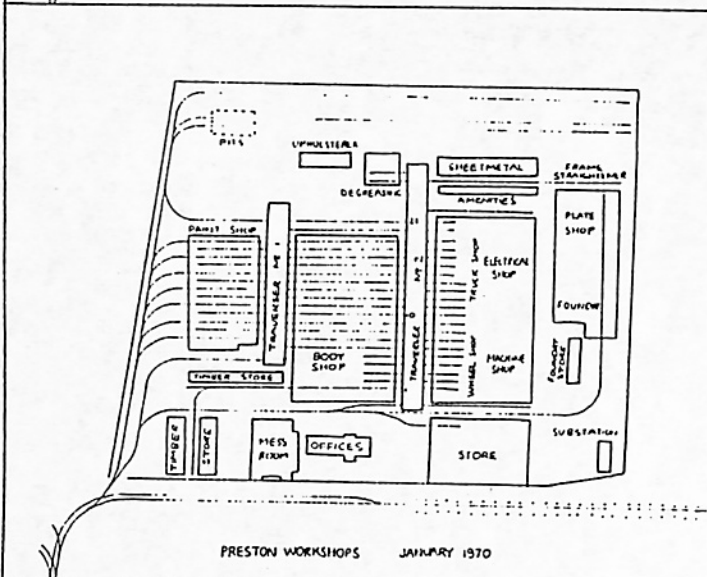 PITS
UPHOLSTERER
DEGREASING
SHEETMETAL
AMENITIES
FRAME
STRAIGHTENER
PLATE
SHOP
FOUNDRY
PAINT SHOP
TRAVERSER Nº 1
BODY
SHOP
TRAVERSER Nº 2
TRUCK SHOP
WHEEL SHOP
ELECTRICAL
SHOP
MACHINE
SHOP
FOUNDRY
STORE
TIMBER STORE
TIMBER
STORE
MESS
ROOM
OFFICES
STORE
SUBSTATION
PRESTON WORKSHOPS JANUARY 1970